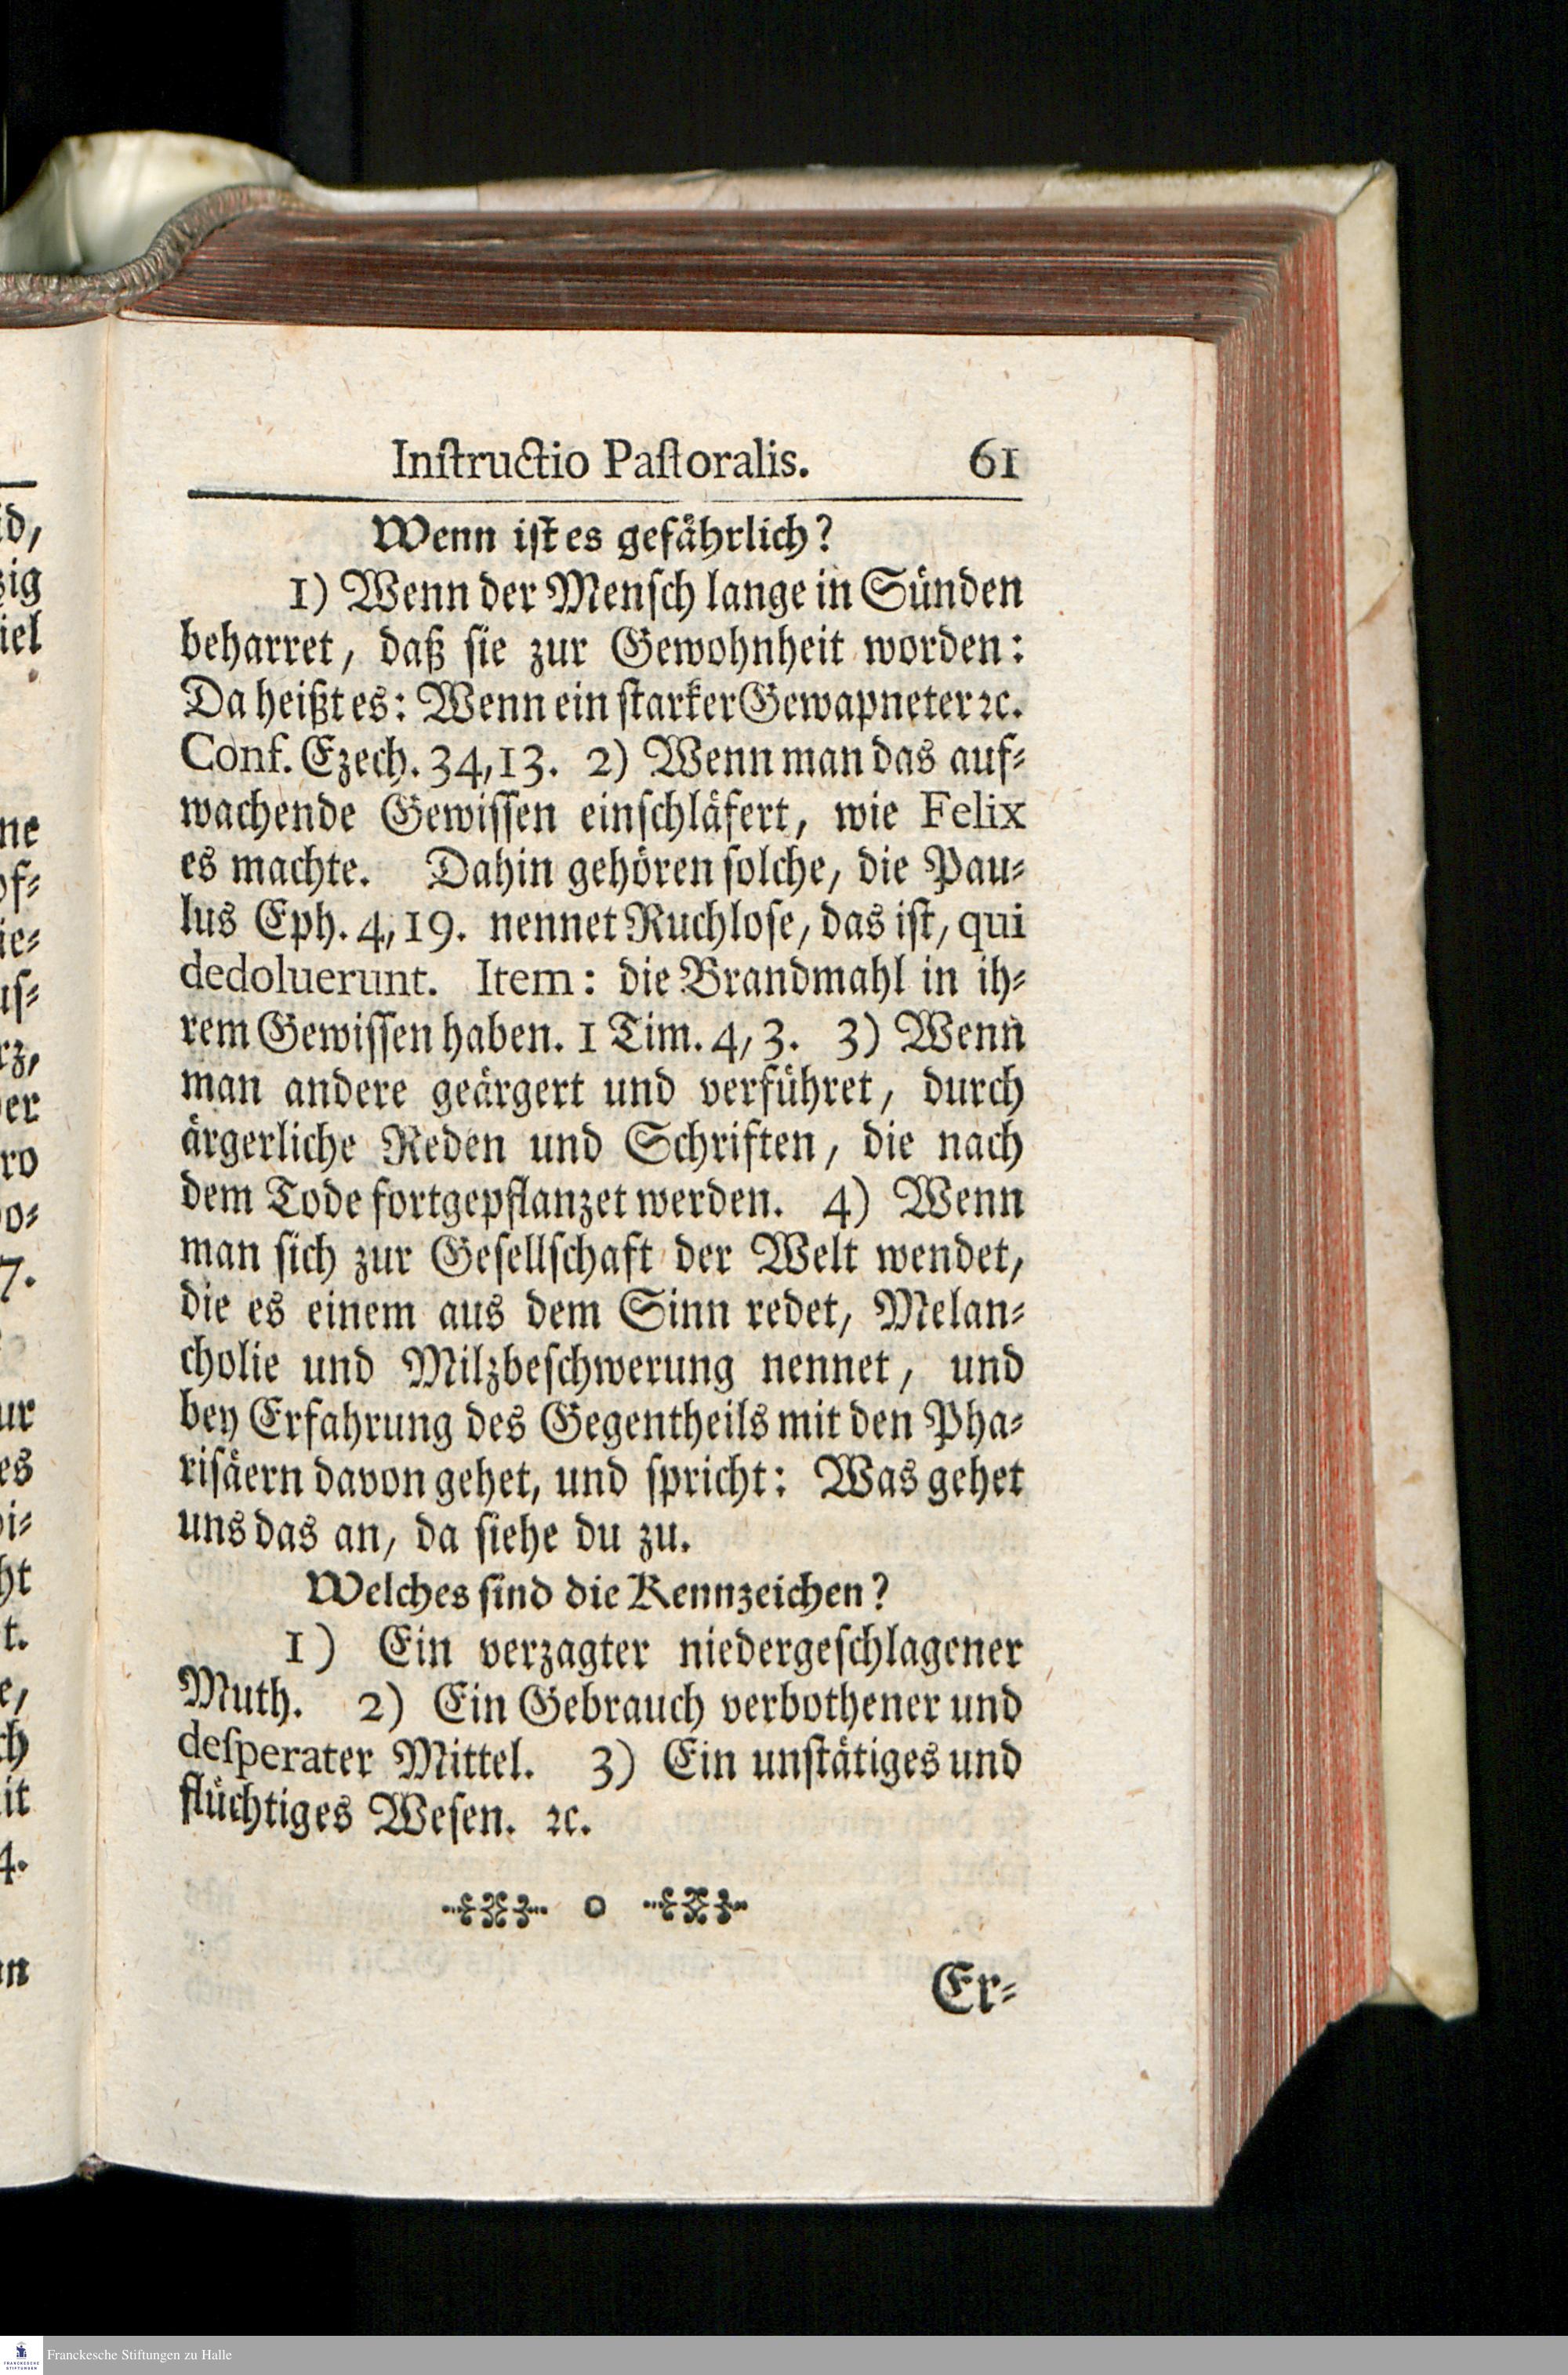 Instructio Pastoralis. 61
Wenn ist es gefährlich?
1) Wenn der Mensch lange in Sünden
beharret, daß sie zur Gewohnheit worden:
Da heißt es: Wenn ein starker Gewapneter ꝛc.
Conf. Ezech. 34,13. 2) Wenn man das auf-
wachende Gewissen einschläfert, wie Felix
es machte. Dahin gehören solche, die Pau-
lus Eph. 4,19. nennet Ruchlose, das ist, qui
dedoluerunt. Item: die Brandmahl in ih-
rem Gewissen haben. 1 Tim. 4,3. 3) Wenn
man andere geärgert und verführet, durch
ärgerliche Reden und Schriften, die nach
dem Tode fortgepflanzet werden. 4) Wenn
man sich zur Gesellschaft der Welt wendet,
die es einem aus dem Sinn redet, Melan-
cholie und Milzbeschwerung nennet, und
bey Erfahrung des Gegentheils mit den Pha-
risäern davon gehet, und spricht: Was gehet
uns das an, da siehe du zu.
Welches sind die Kennzeichen?
1) Ein verzagter niedergeschlagener
Muth. 2) Ein Gebrauch verbothener und
desperater Mittel. 3) Ein unstätiges und
flüchtiges Wesen. ꝛc.
Er-
Franckesche Stiftungen zu Halle